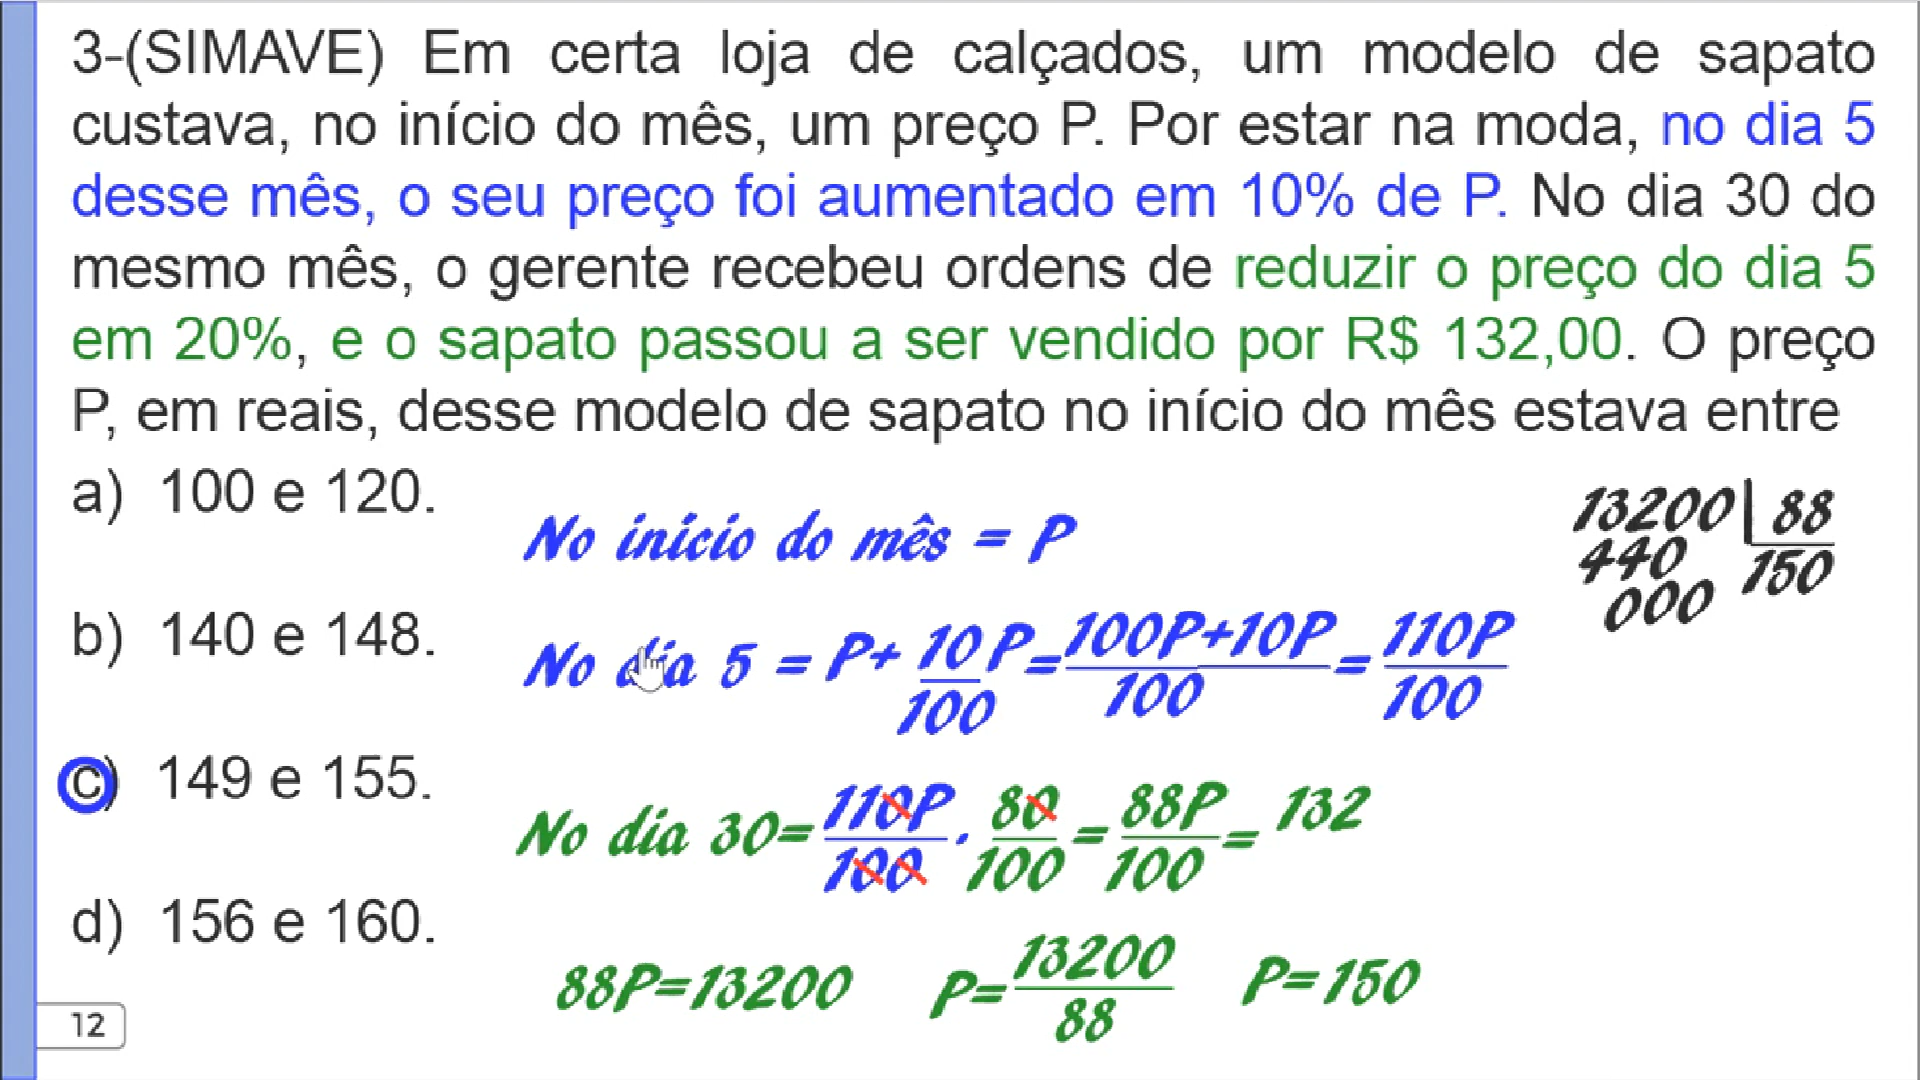 3-(SIMAVE) Em certa loja de calçados, um modelo de sapato
custava, no início do mês, um preço P. Por estar na moda, no dia 5
desse mês, o seu preço foi aumentado em 10% de P. No dia 30 do
mesmo mês, o gerente recebeu ordens de reduzir o preço do dia 5
em 20%, e o sapato passou a ser vendido por R$ 132,00. O preço
P, em reais, desse modelo de sapato no início do mês estava entre
a) 100 e 120.
No início do mês = P
13200 88
440 150
000
b) 140 e 148.
No dia 5 = P+ 10/100 P = 100P+10P/100 = 110P/100
c) 149 e 155.
No dia 30= 110P/100 . 80/100 = 88P/100 = 132
d) 156 e 160.
88P=13200 P= 13200/88 P=150
12